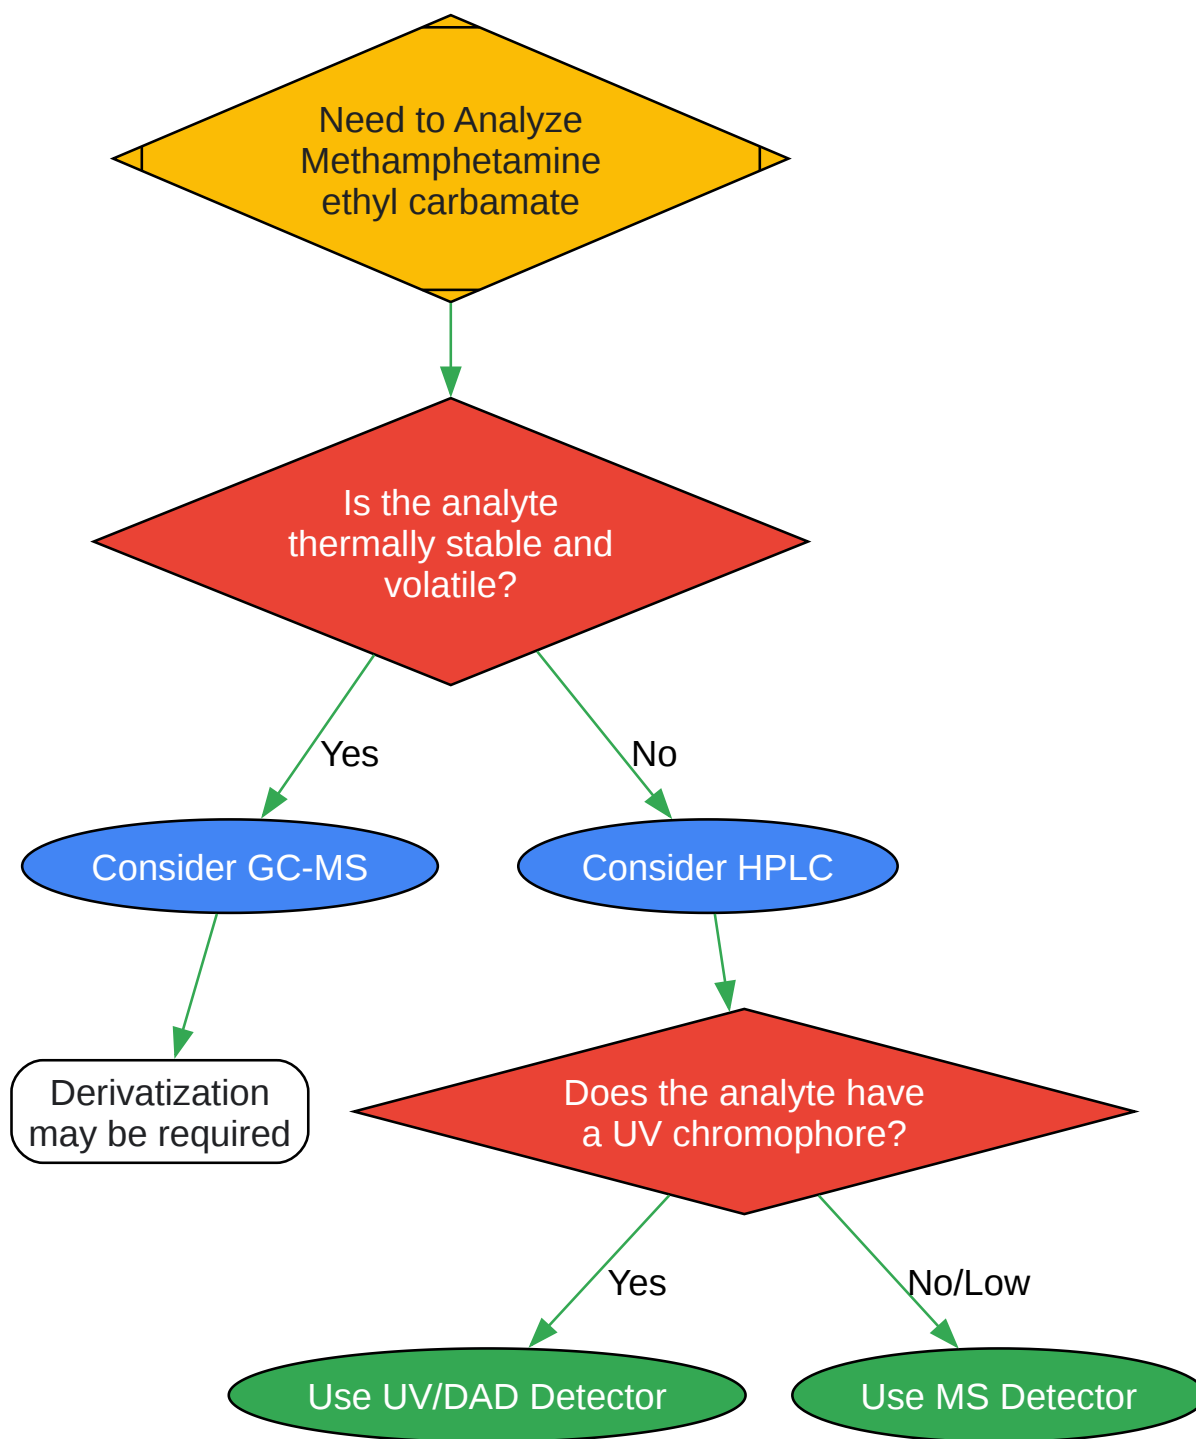 Need to Analyze
Methamphetamine
ethyl carbamate
Is the analyte
thermally stable and
volatile?
Yes
No
Consider GC-MS
Consider HPLC
Derivatization
may be required
Does the analyte have
a UV chromophore?
Yes
No/Low
Use UV/DAD Detector
Use MS Detector